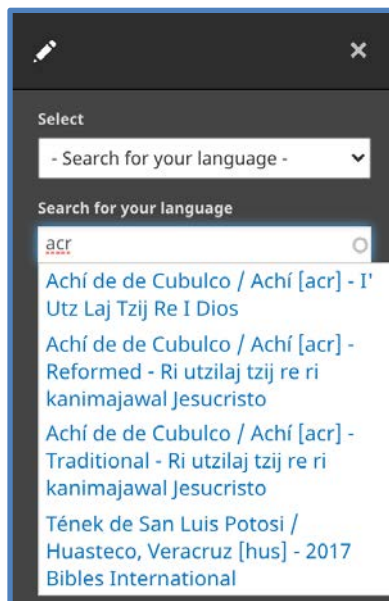 Select
- Search for your language -
Search for your language
acr
Achí de de Cubulco / Achí [acr] - I'
Utz Laj Tzij Re I Dios
Achí de de Cubulco / Achí [acr] -
Reformed - Ri utzilaj tzij re ri
kanimajawal Jesucristo
Achí de de Cubulco / Achí [acr] -
Traditional - Ri utzilaj tzij re ri
kanimajawal Jesucristo
Tének de San Luis Potosi /
Huasteco, Veracruz [hus] - 2017
Bibles International